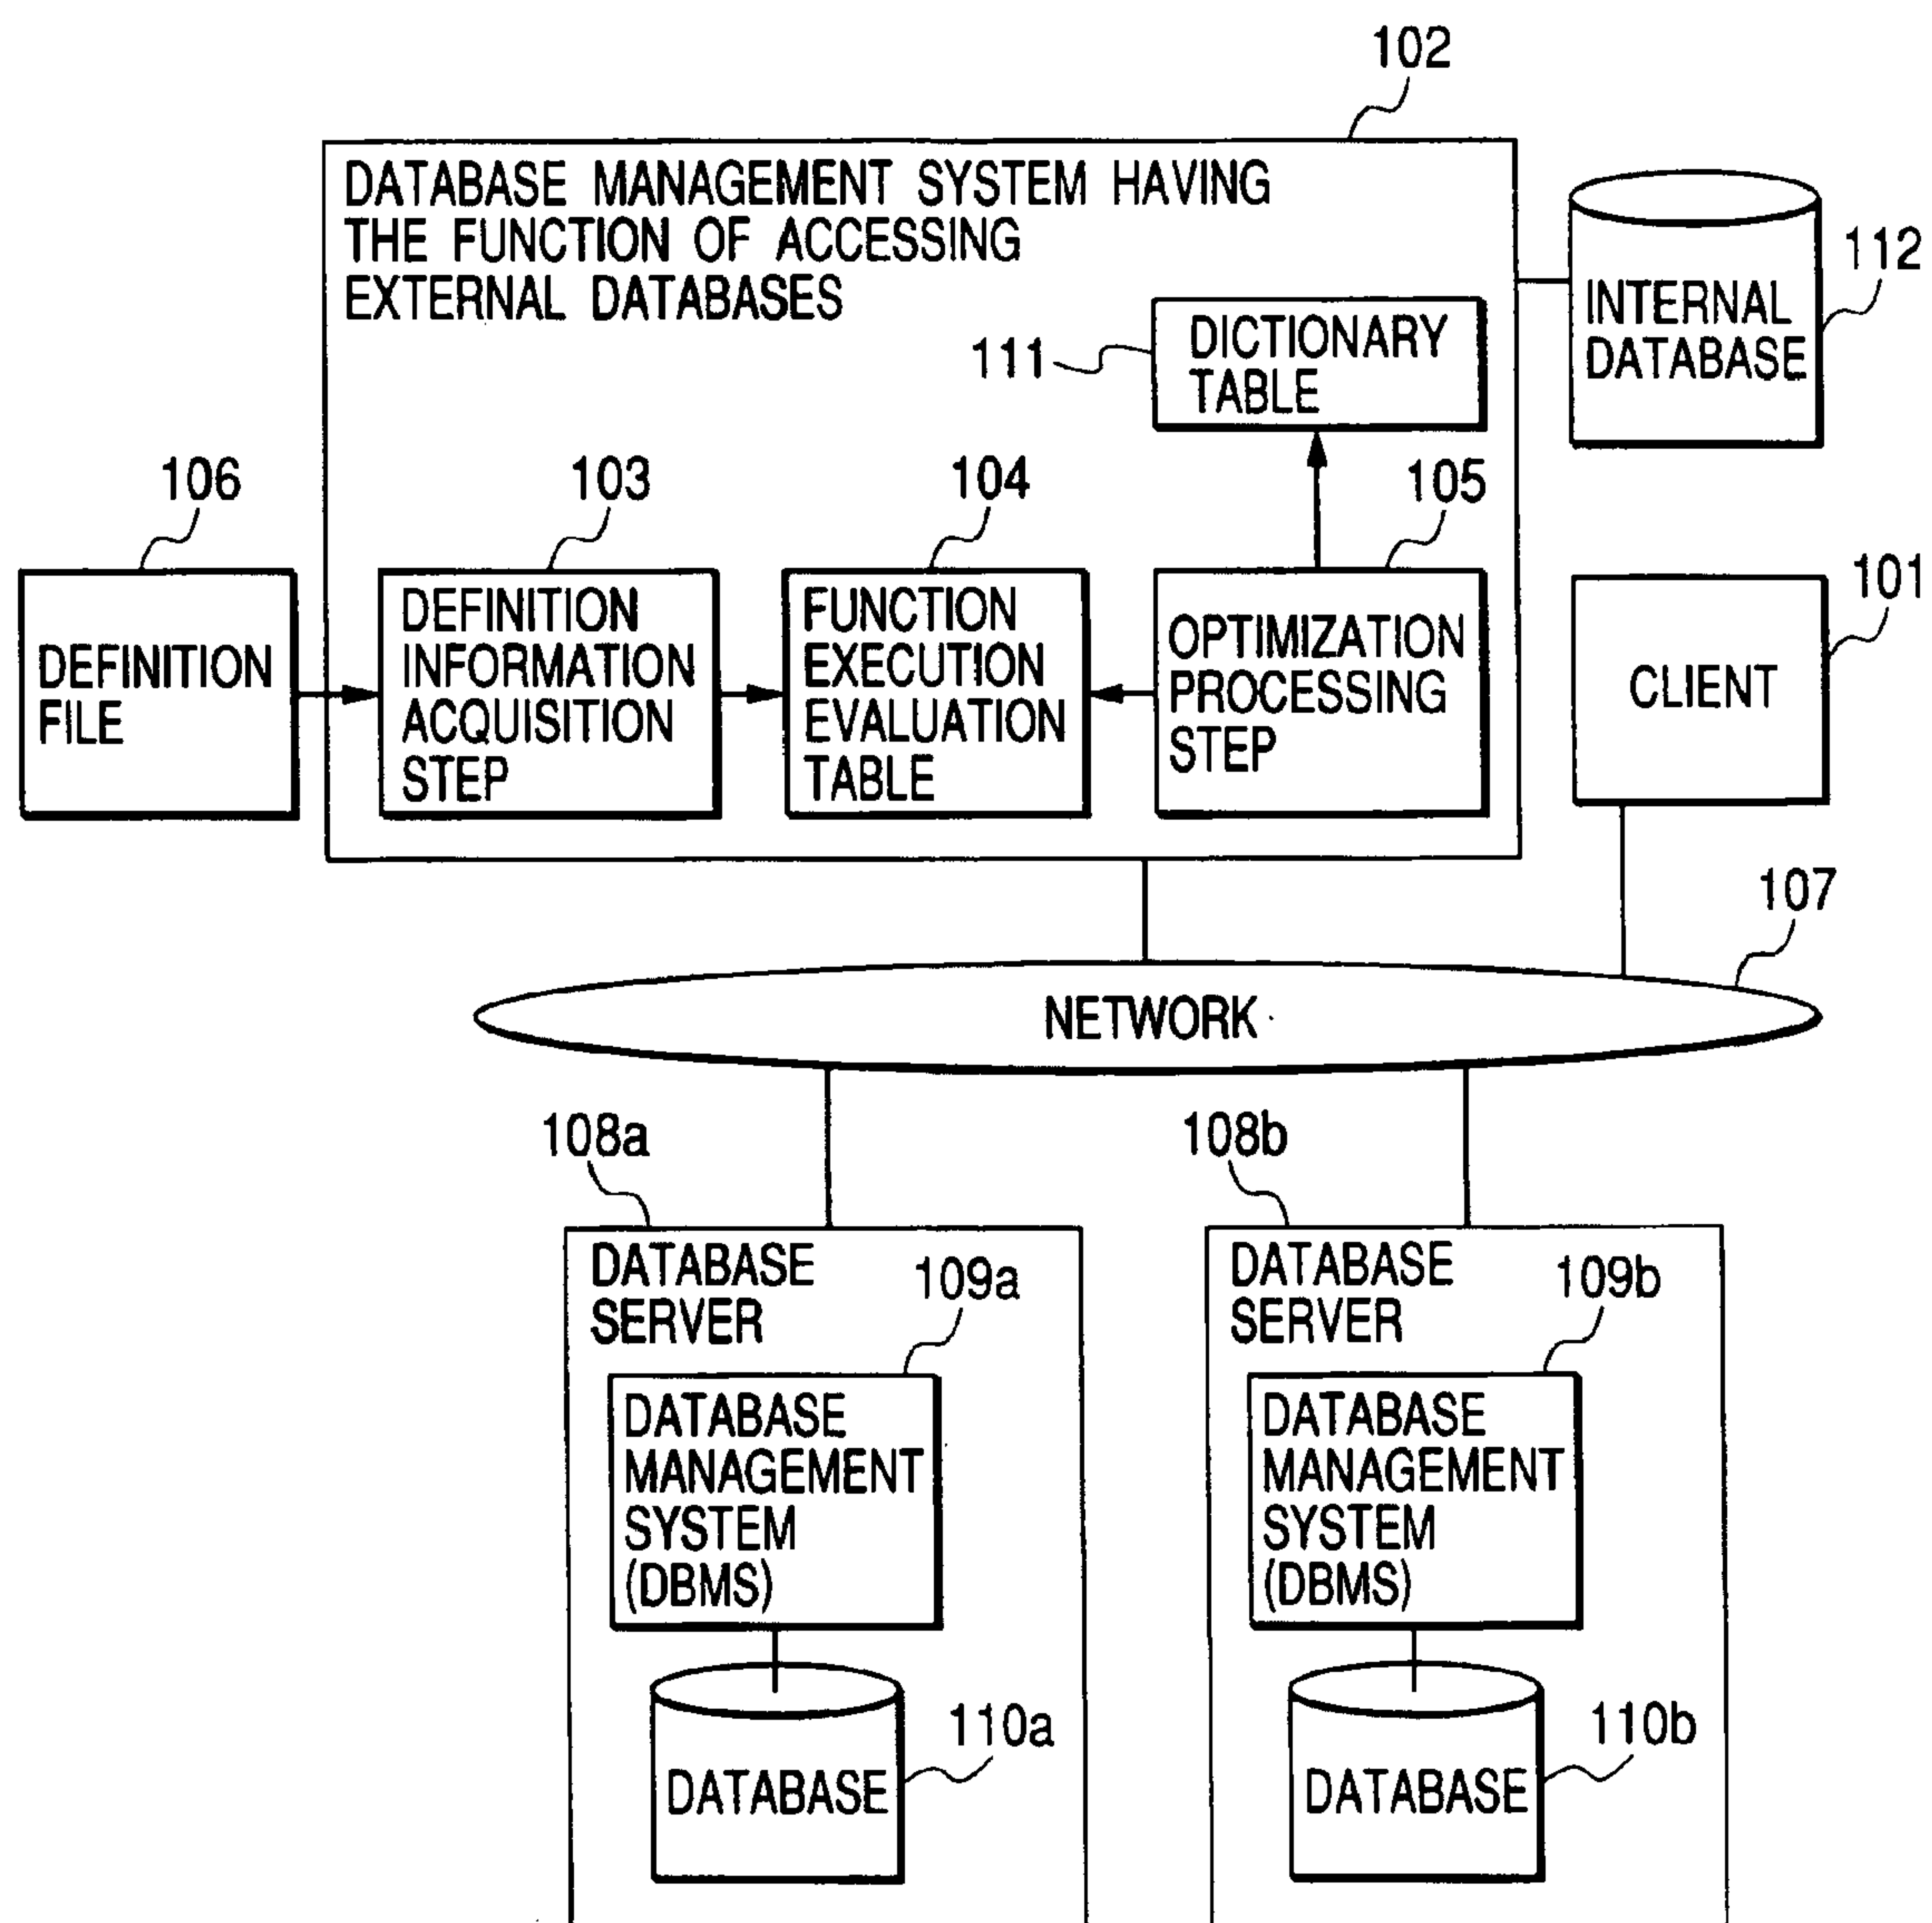 102
DATABASE MANAGEMENT SYSTEM HAVING
THE FUNCTION OF ACCESSING
EXTERNAL DATABASES
112
INTERNAL
DATABASE
111
DICTIONARY
TABLE
106
103
104
105
101
DEFINITION
FILE
DEFINITION
INFORMATION
ACQUISITION
STEP
FUNCTION
EXECUTION
EVALUATION
TABLE
OPTIMIZATION
PROCESSING
STEP
CLIENT
107
NETWORK
108a
108b
DATABASE
SERVER
109a
DATABASE
MANAGEMENT
SYSTEM
(DBMS)
110a
DATABASE
DATABASE
SERVER
109b
DATABASE
MANAGEMENT
SYSTEM
(DBMS)
110b
DATABASE